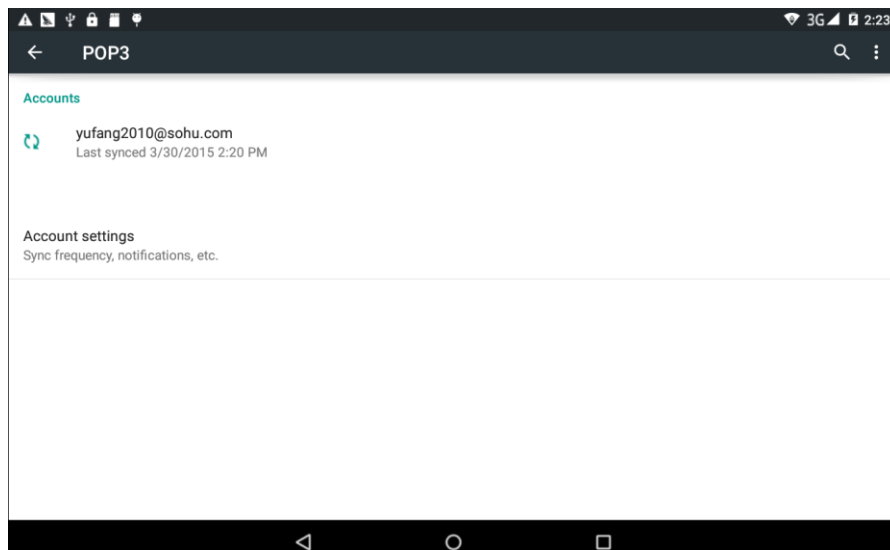 3G 2:23
POP3
Accounts
yufang2010@sohu.com
Last synced 3/30/2015 2:20 PM
Account settings
Sync frequency, notifications, etc.